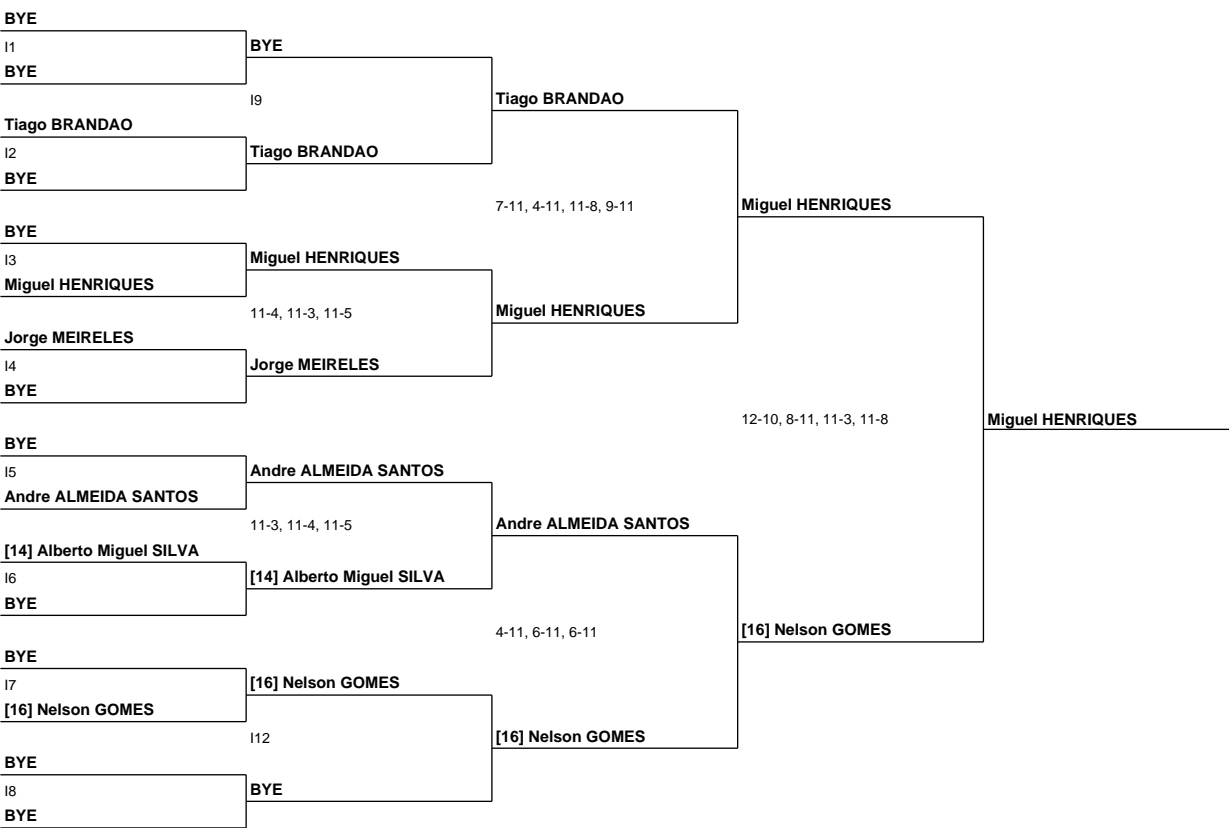 BYE
I1
BYE
BYE
I9
Tiago BRANDAO
Tiago BRANDAO
I2
Tiago BRANDAO
BYE
7-11, 4-11, 11-8, 9-11
Miguel HENRIQUES
BYE
I3
Miguel HENRIQUES
Miguel HENRIQUES
11-4, 11-3, 11-5
Miguel HENRIQUES
Jorge MEIRELES
I4
Jorge MEIRELES
BYE
12-10, 8-11, 11-3, 11-8
Miguel HENRIQUES
BYE
I5
Andre ALMEIDA SANTOS
Andre ALMEIDA SANTOS
11-3, 11-4, 11-5
Andre ALMEIDA SANTOS
[14] Alberto Miguel SILVA
I6
[14] Alberto Miguel SILVA
BYE
4-11, 6-11, 6-11
[16] Nelson GOMES
BYE
I7
[16] Nelson GOMES
[16] Nelson GOMES
I12
[16] Nelson GOMES
BYE
I8
BYE
BYE